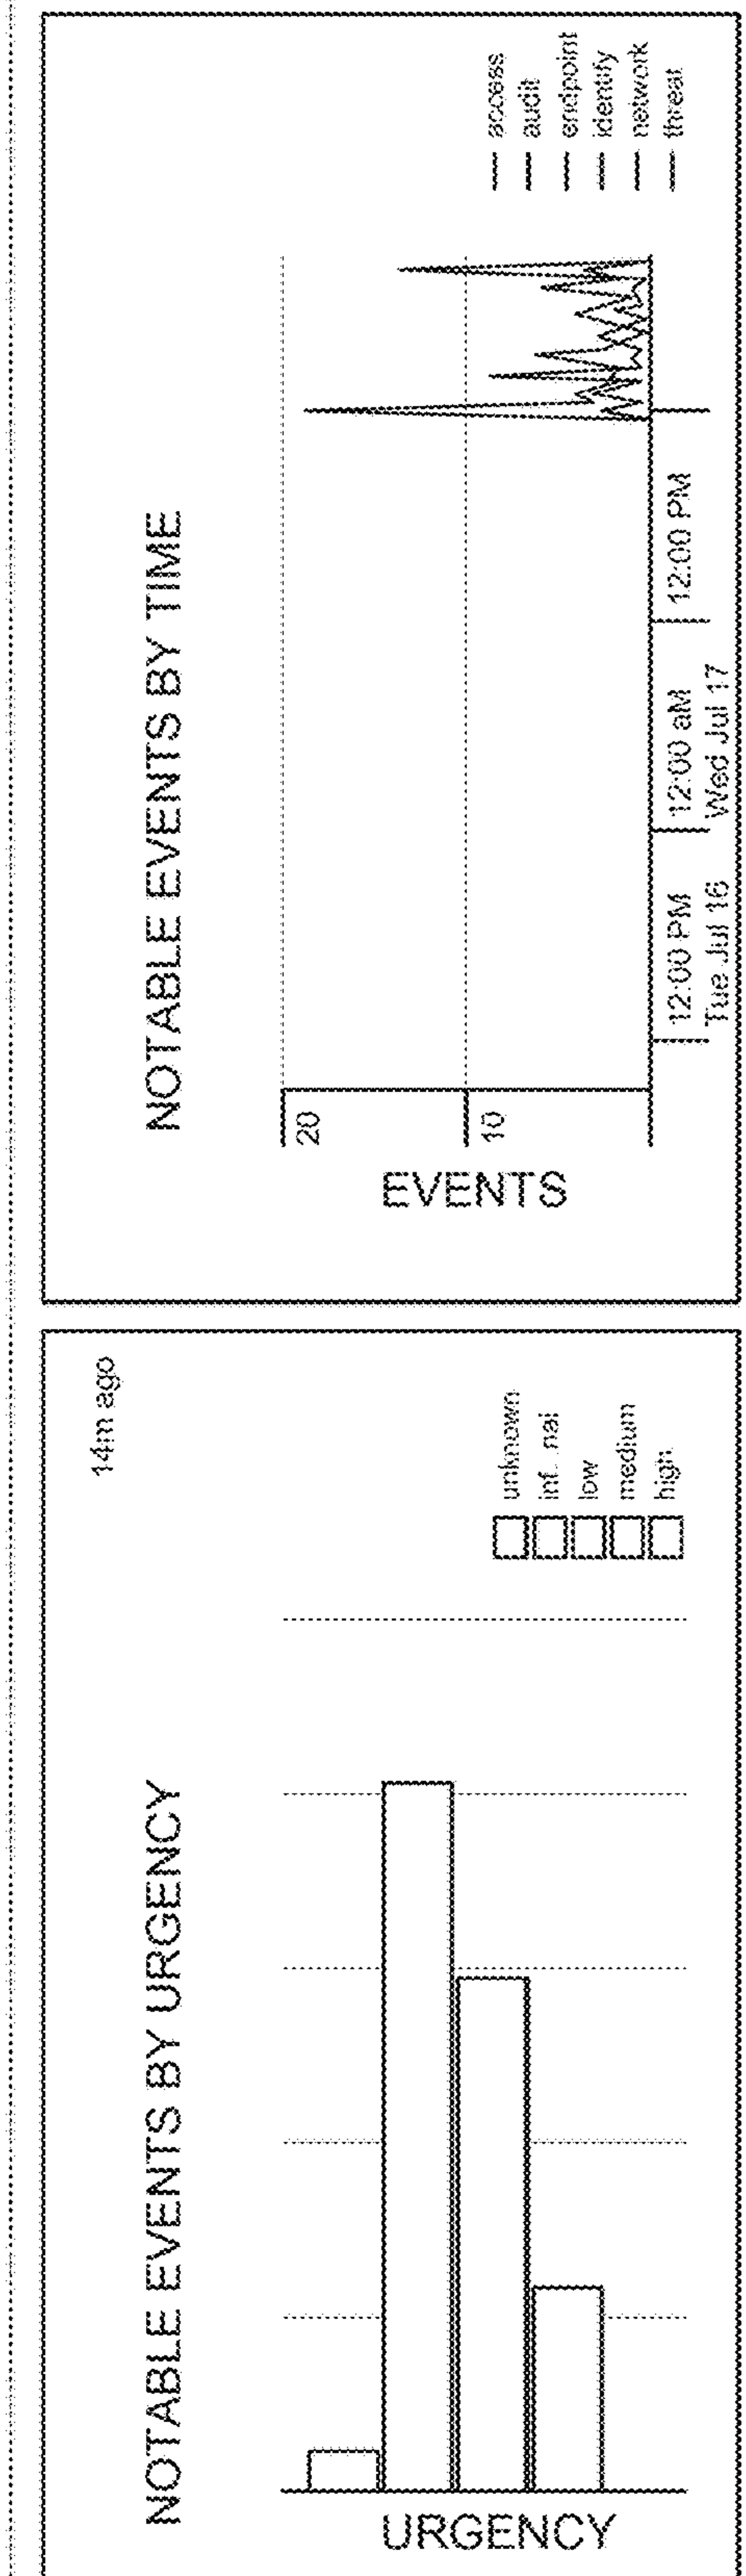 NOTABLE EVENTS BY URGENCY
14m ago
URGENCY
unknown
inf...nal
low
medium
high
NOTABLE EVENTS BY TIME
EVENTS
20
10
12:00 PM
Tue Jul 16
12:00 aM
Wed Jul 17
12:00 PM
access
audit
endpoint
identify
network
threat